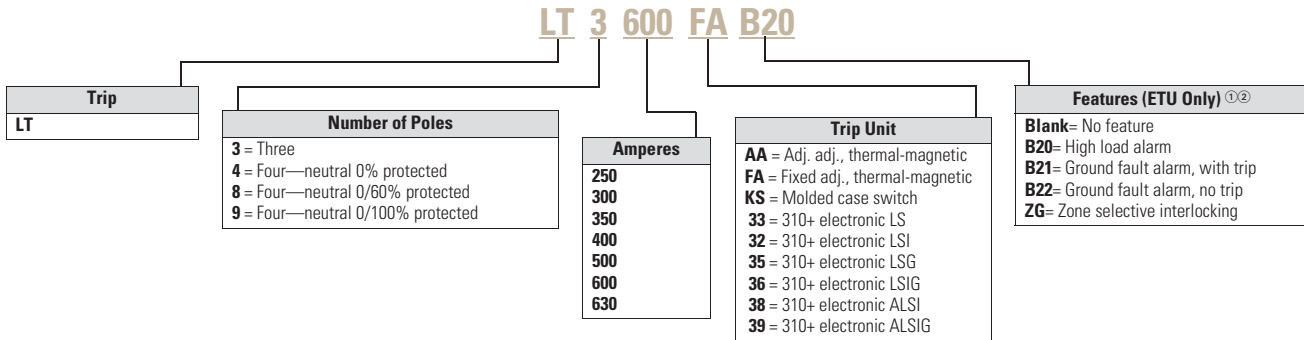 LT 3 600 FA B20
Trip
LT
Number of Poles
3 = Three
4 = Four—neutral 0% protected
8 = Four—neutral 0/60% protected
9 = Four—neutral 0/100% protected
Amperes
250
300
350
400
500
600
630
Trip Unit
AA = Adj. adj., thermal-magnetic
FA = Fixed adj., thermal-magnetic
KS = Molded case switch
33 = 310+ electronic LS
32 = 310+ electronic LSI
35 = 310+ electronic LSG
36 = 310+ electronic LSIG
38 = 310+ electronic ALSI
39 = 310+ electronic ALSIG
Features (ETU Only) ①②
Blank= No feature
B20= High load alarm
B21= Ground fault alarm, with trip
B22= Ground fault alarm, no trip
ZG= Zone selective interlocking